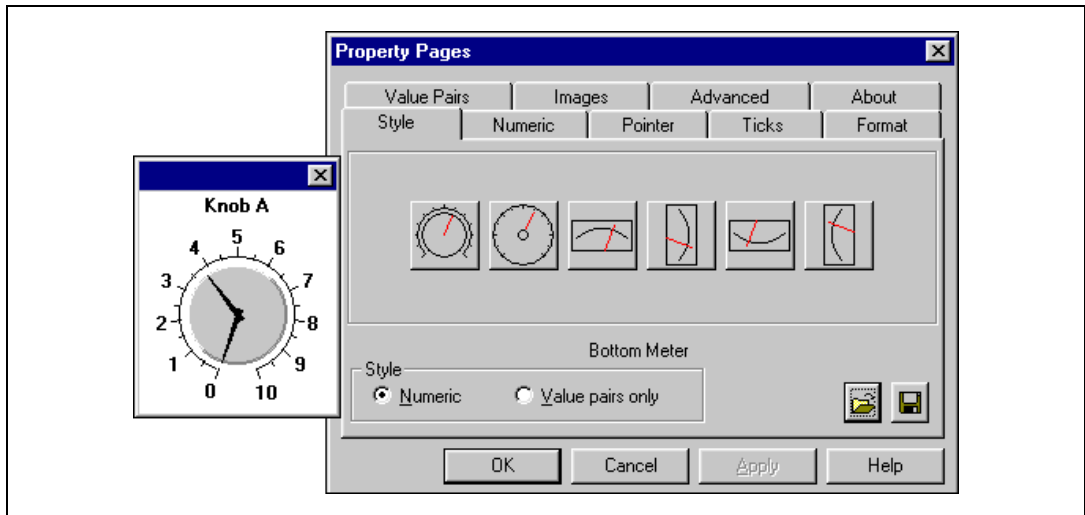 Property Pages
Value Pairs Images Advanced About
Style Numeric Pointer Ticks Format
Knob A
0 1 2 3 4 5 6 7 8 9 10
Bottom Meter
Style
Numeric Value pairs only
OK Cancel Apply Help